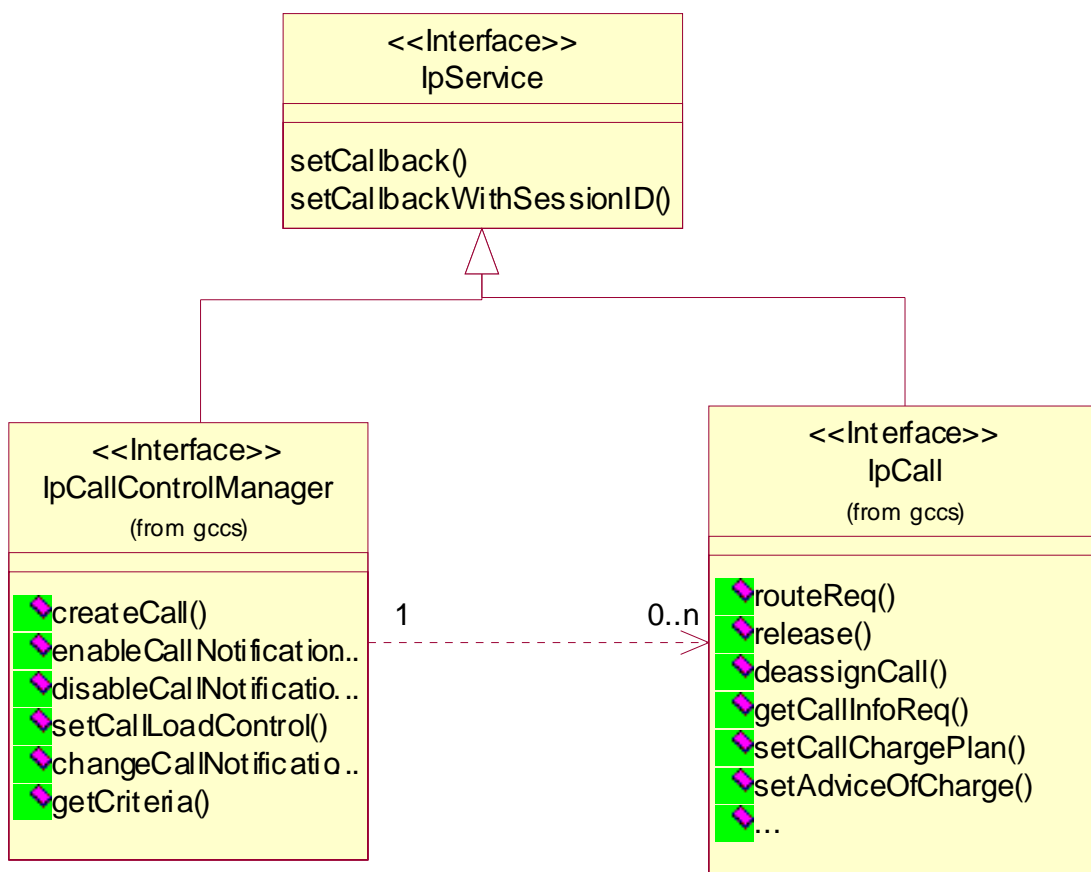 <<Interface>>
IpService
setCallback()
setCallbackWithSessionID()
<<Interface>>
IpCallControlManager
(from gccs)
createCall()
enableCallNotification...
disableCallNotificatio...
setCallLoadControl()
changeCallNotificatio...
getCriteria()
1
0..n
<<Interface>>
IpCall
(from gccs)
routeReq()
release()
deassignCall()
getCallInfoReq()
setCallChargePlan()
setAdviceOfCharge()
...